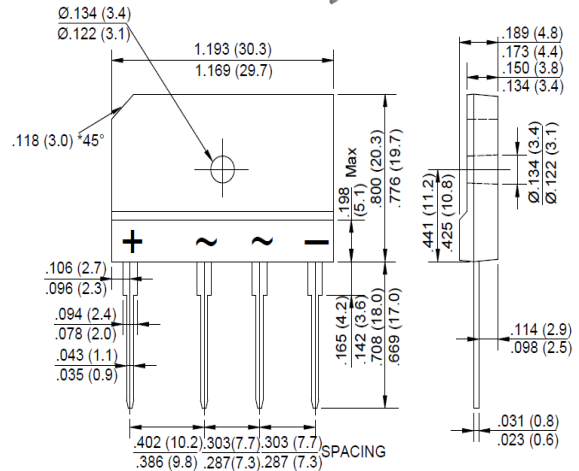 Ø.134 (3.4)
Ø.122 (3.1)
1.193 (30.3)
1.169 (29.7)
.189 (4.8)
.173 (4.4)
.150 (3.8)
.134 (3.4)
.118 (3.0) *45°
.198 Max
(5.1)
.800 (20.3)
.776 (19.7)
.441 (11.2)
.425 (10.8)
Ø.134 (3.4)
Ø.122 (3.1)
+ ~ ~ −
.106 (2.7)
.096 (2.3)
.094 (2.4)
.078 (2.0)
.043 (1.1)
.035 (0.9)
.165 (4.2)
.142 (3.6)
.708 (18.0)
.669 (17.0)
.114 (2.9)
.098 (2.5)
.031 (0.8)
.023 (0.6)
.402 (10.2) .303(7.7) .303 (7.7)
.386 (9.8) .287(7.3) .287 (7.3)
SPACING